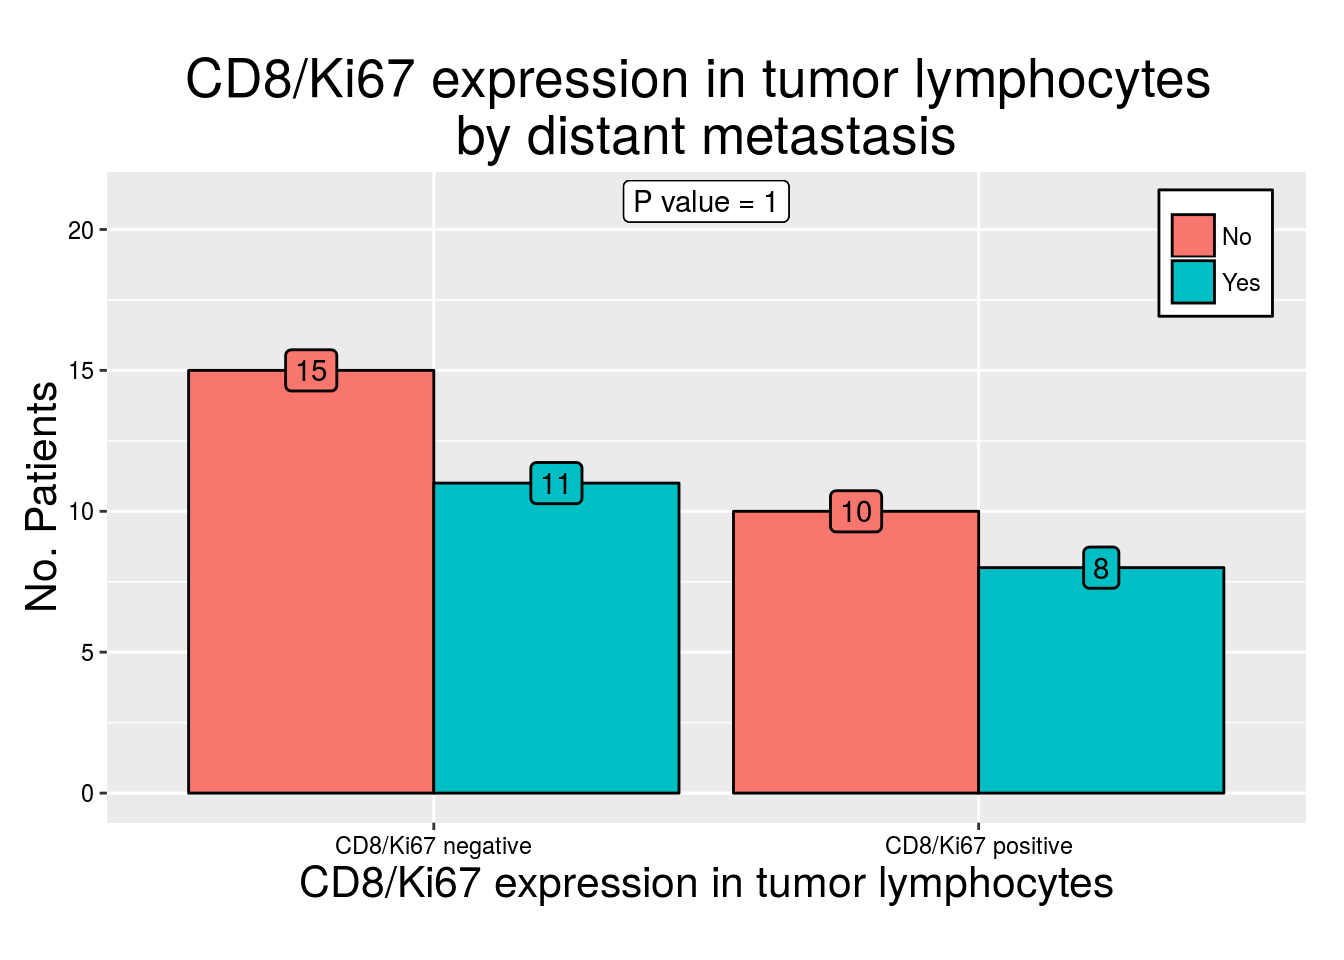 CD8/Ki67 expression in tumor lymphocytes
by distant metastasis
P value = 1
No
Yes
No. Patients
20
15
10
5
0
15
11
10
8
CD8/Ki67 negative
CD8/Ki67 positive
CD8/Ki67 expression in tumor lymphocytes